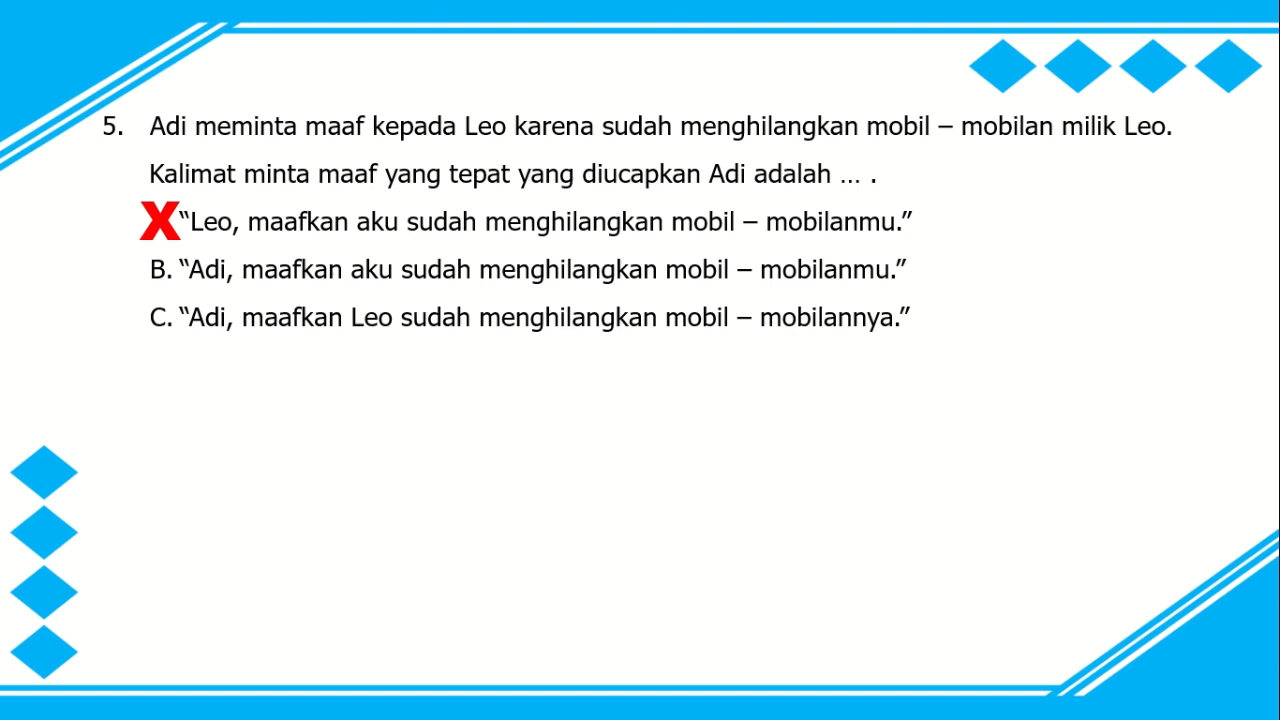 5. Adi meminta maaf kepada Leo karena sudah menghilangkan mobil – mobilan milik Leo.
Kalimat minta maaf yang tepat yang diucapkan Adi adalah ... .
X “Leo, maafkan aku sudah menghilangkan mobil – mobilanmu.”
B. “Adi, maafkan aku sudah menghilangkan mobil – mobilanmu.”
C. “Adi, maafkan Leo sudah menghilangkan mobil – mobilannya.”